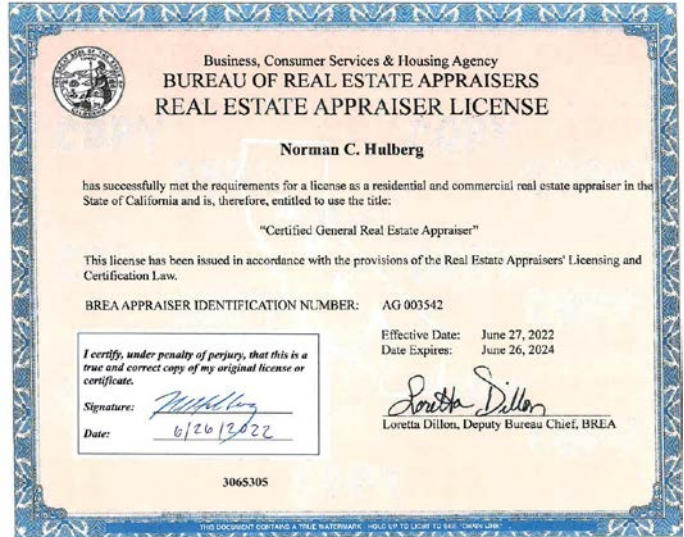 Business, Consumer Services & Housing Agency
BUREAU OF REAL ESTATE APPRAISERS
REAL ESTATE APPRAISER LICENSE
Norman C. Hulberg
has successfully met the requirements for a license as a residential and commercial real estate appraiser in the
State of California and is, therefore, entitled to use the title:
"Certified General Real Estate Appraiser"
This license has been issued in accordance with the provisions of the Real Estate Appraisers' Licensing and
Certification Law.
BREA APPRAISER IDENTIFICATION NUMBER: AG 003542
Effective Date: June 27, 2022
Date Expires: June 26, 2024
I certify, under penalty of perjury, that this is a
true and correct copy of my original license or
certificate.
Signature:
Date: 6/26/2022
Loretta Dillon
Loretta Dillon, Deputy Bureau Chief, BREA
3065305
THIS DOCUMENT CONTAINS A TRUE WATERMARK - HOLD UP TO LIGHT TO SEE "CHAIN LINK"